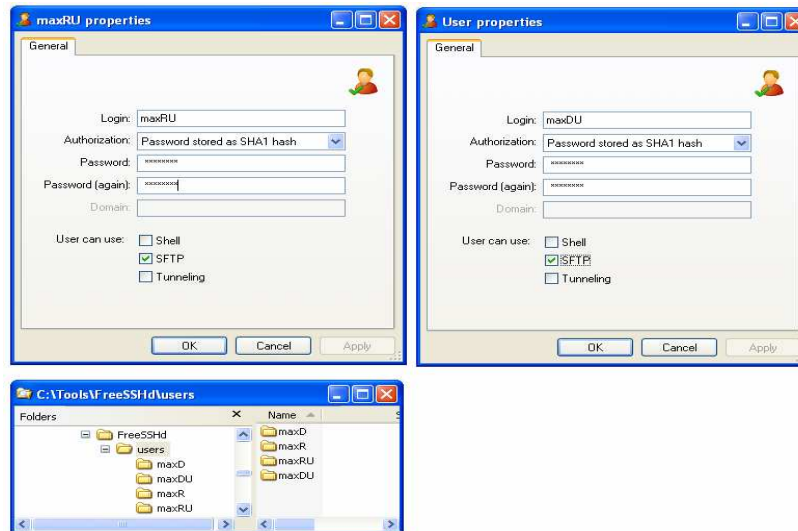 maxRU properties
General
Login: maxRU
Authorization: Password stored as SHA1 hash
Password: ********
Password (again): ********
Domain:
User can use: Shell
SFTP
Tunneling
OK Cancel Apply
User properties
General
Login: maxDU
Authorization: Password stored as SHA1 hash
Password: ********
Password (again): ********
Domain:
User can use: Shell
SFTP
Tunneling
OK Cancel Apply
C:\Tools\FreeSSHd\users
Folders
FreeSSHd
users
maxD
maxDU
maxR
maxRU
Name
maxD
maxR
maxRU
maxDU